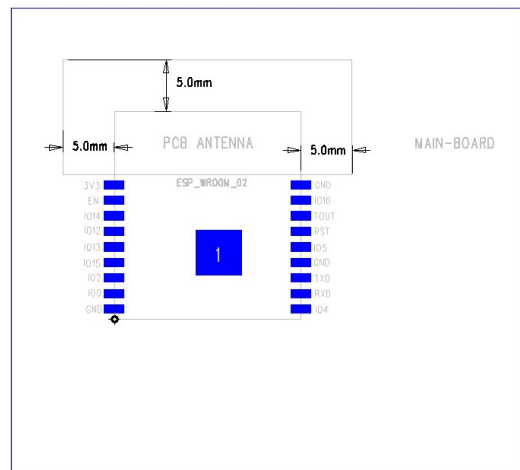 5.0mm
5.0mm
PCB ANTENNA
5.0mm
MAIN-BOARD
ESP_WROOM_02
3V3
EN
IO14
IO12
IO13
IO15
IO2
IO0
GND
1
GND
IO16
TOUT
RST
IO5
GND
TXD
RXD
IO4